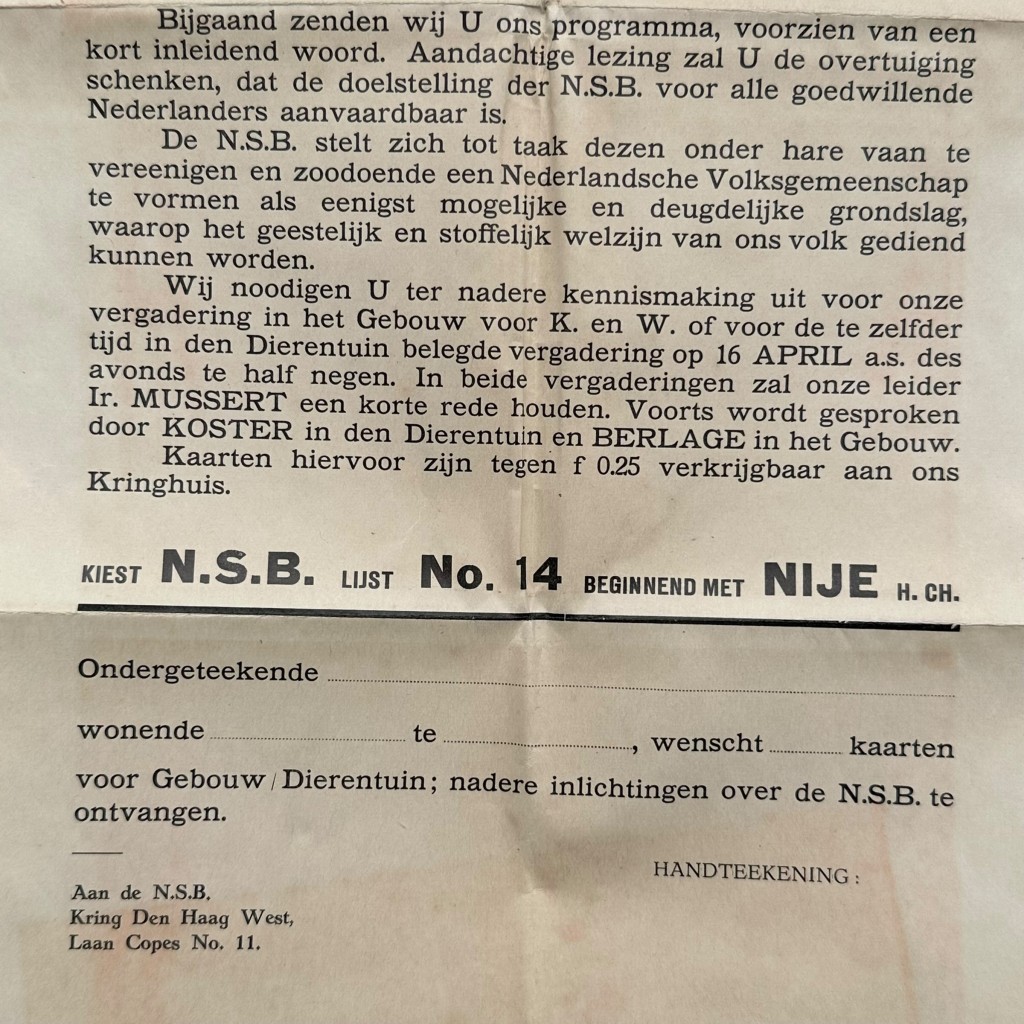 Bijgaand zenden wij U ons programma, voorzien van een
kort inleidend woord. Aandachtige lezing zal U de overtuiging
schenken, dat de doelstelling der N.S.B. voor alle goedwillende
Nederlanders aanvaardbaar is.
De N.S.B. stelt zich tot taak dezen onder hare vaan te
vereenigen en zoodoende een Nederlandsche Volksgemeenschap
te vormen als eenigst mogelijke en deugdelijke grondslag,
waarop het geestelijk en stoffelijk welzijn van ons volk gediend
kunnen worden.
Wij noodigen U ter nadere kennismaking uit voor onze
vergadering in het Gebouw voor K. en W. of voor de te zelfder
tijd in den Dierentuin belegde vergadering op 16 APRIL a.s. des
avonds te half negen. In beide vergaderingen zal onze leider
Ir. MUSSERT een korte rede houden. Voorts wordt gesproken
door KOSTER in den Dierentuin en BERLAGE in het Gebouw.
Kaarten hiervoor zijn tegen f 0.25 verkrijgbaar aan ons
Kringhuis.
KIEST N.S.B. LIJST No. 14 BEGINNEND MET NIJE H. CH.
Ondergeteekende
wonende te , wenscht kaarten
voor Gebouw / Dierentuin; nadere inlichtingen over de N.S.B. te
ontvangen.
HANDTEEKENING :
Aan de N.S.B.
Kring Den Haag West,
Laan Copes No. 11.